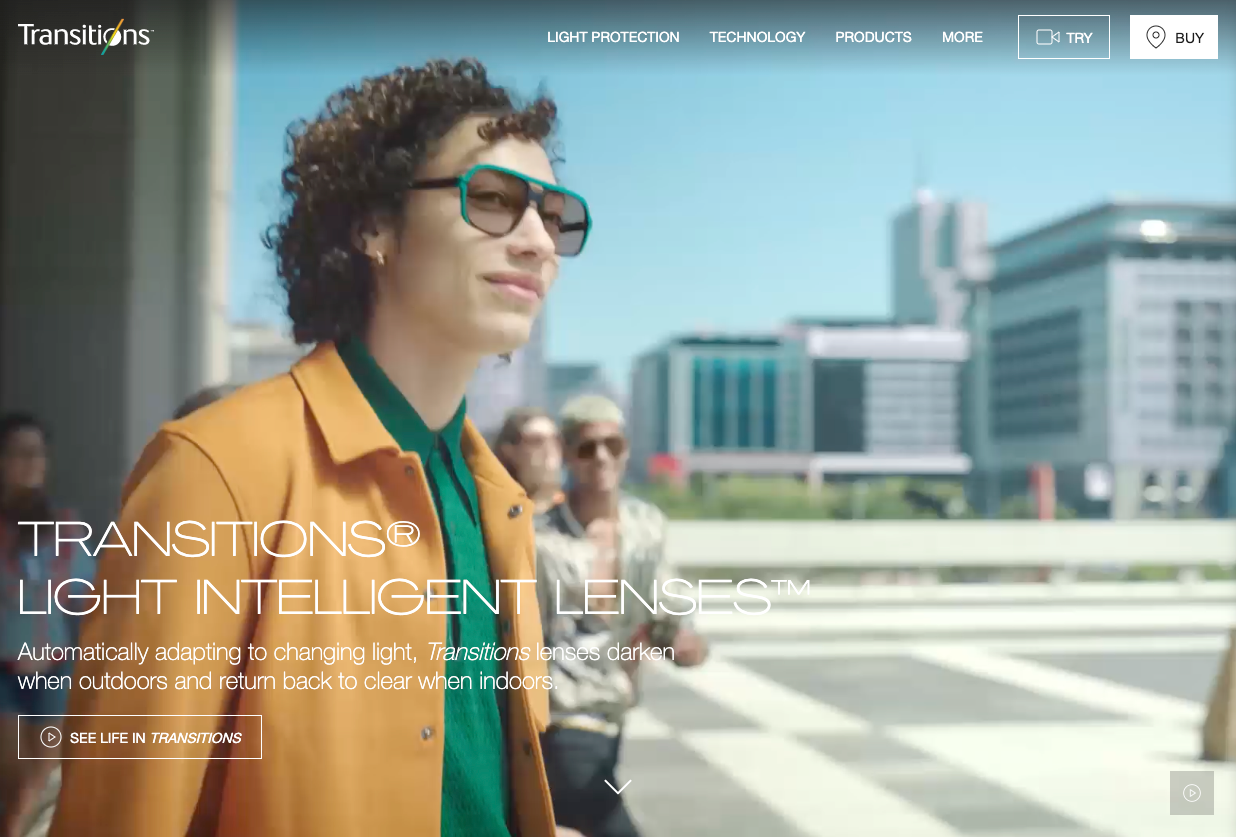 Transitions™
LIGHT PROTECTION
TECHNOLOGY
PRODUCTS
MORE
TRY
BUY
TRANSITIONS®
LIGHT INTELLIGENT LENSES™
Automatically adapting to changing light, Transitions lenses darken
when outdoors and return back to clear when indoors.
SEE LIFE IN TRANSITIONS